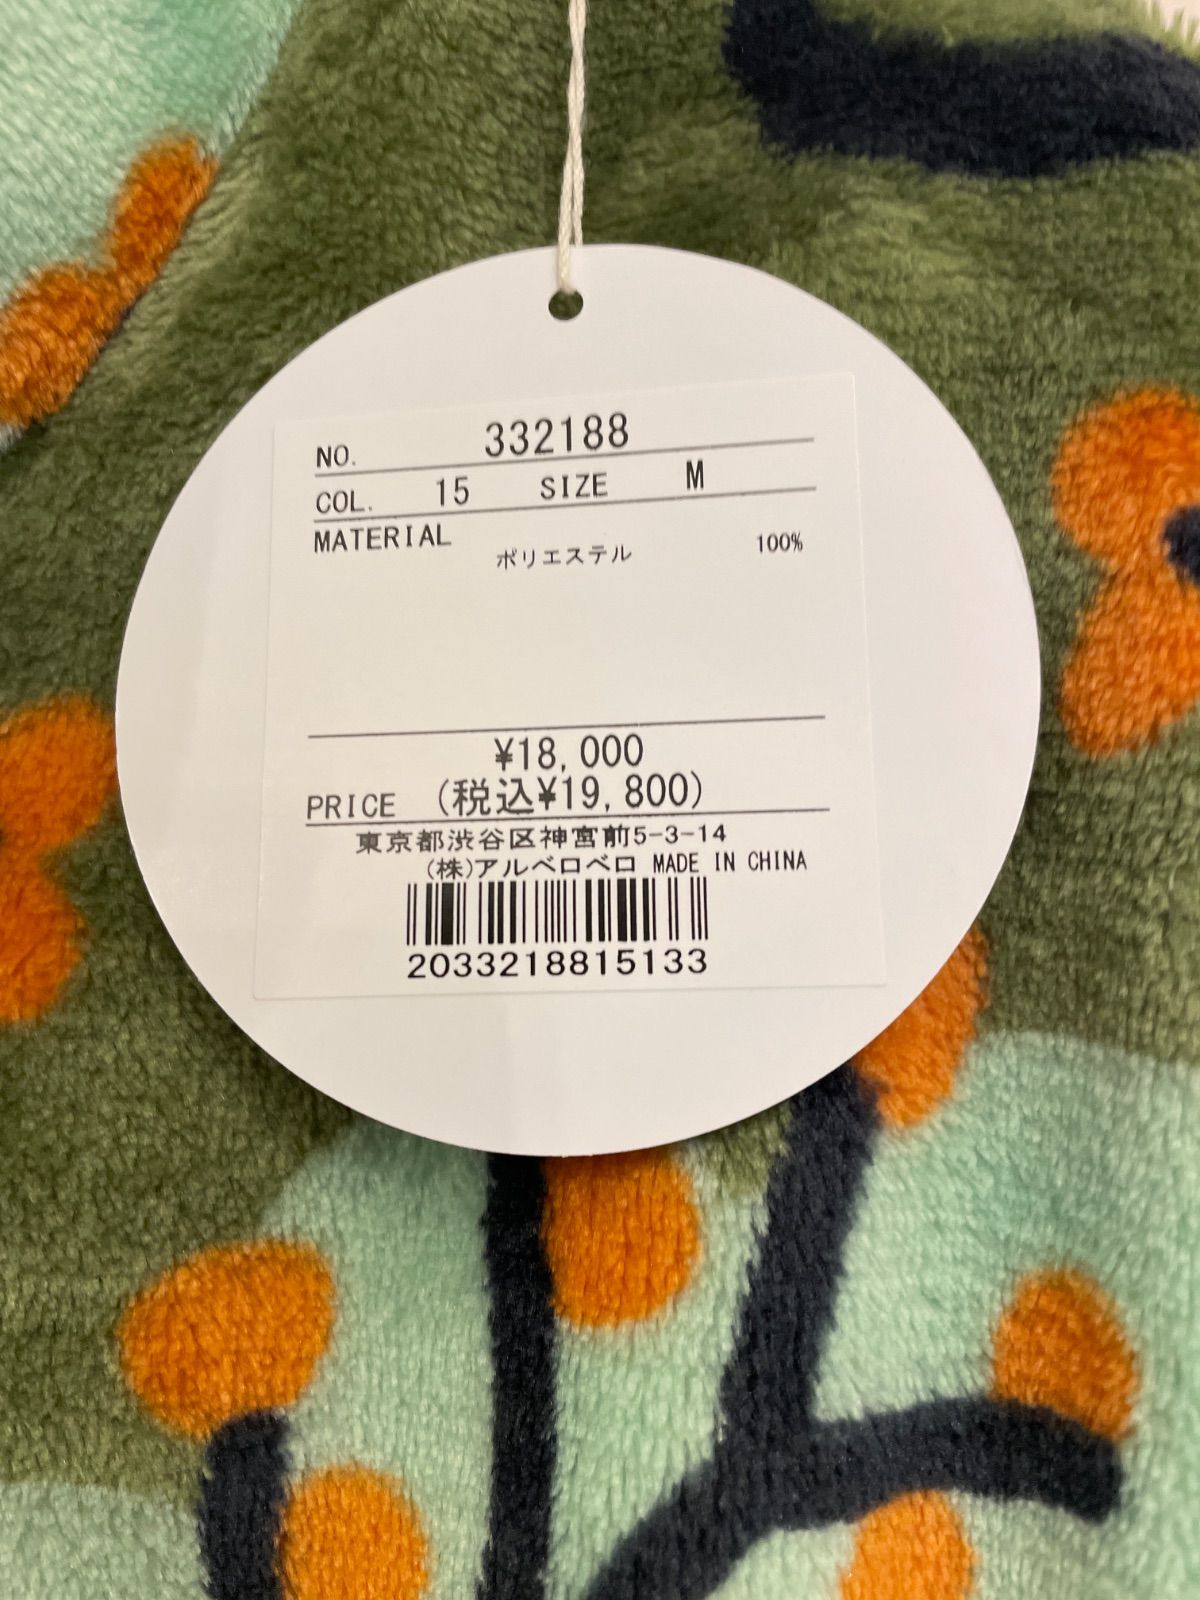 NO. 332188
COL. 15 SIZE M
MATERIAL
ポリエステル 100%
¥18,000
PRICE (税込¥19,800)
東京都渋谷区神宮前5-3-14
(株)アルベロベロ MADE IN CHINA
2033218815133